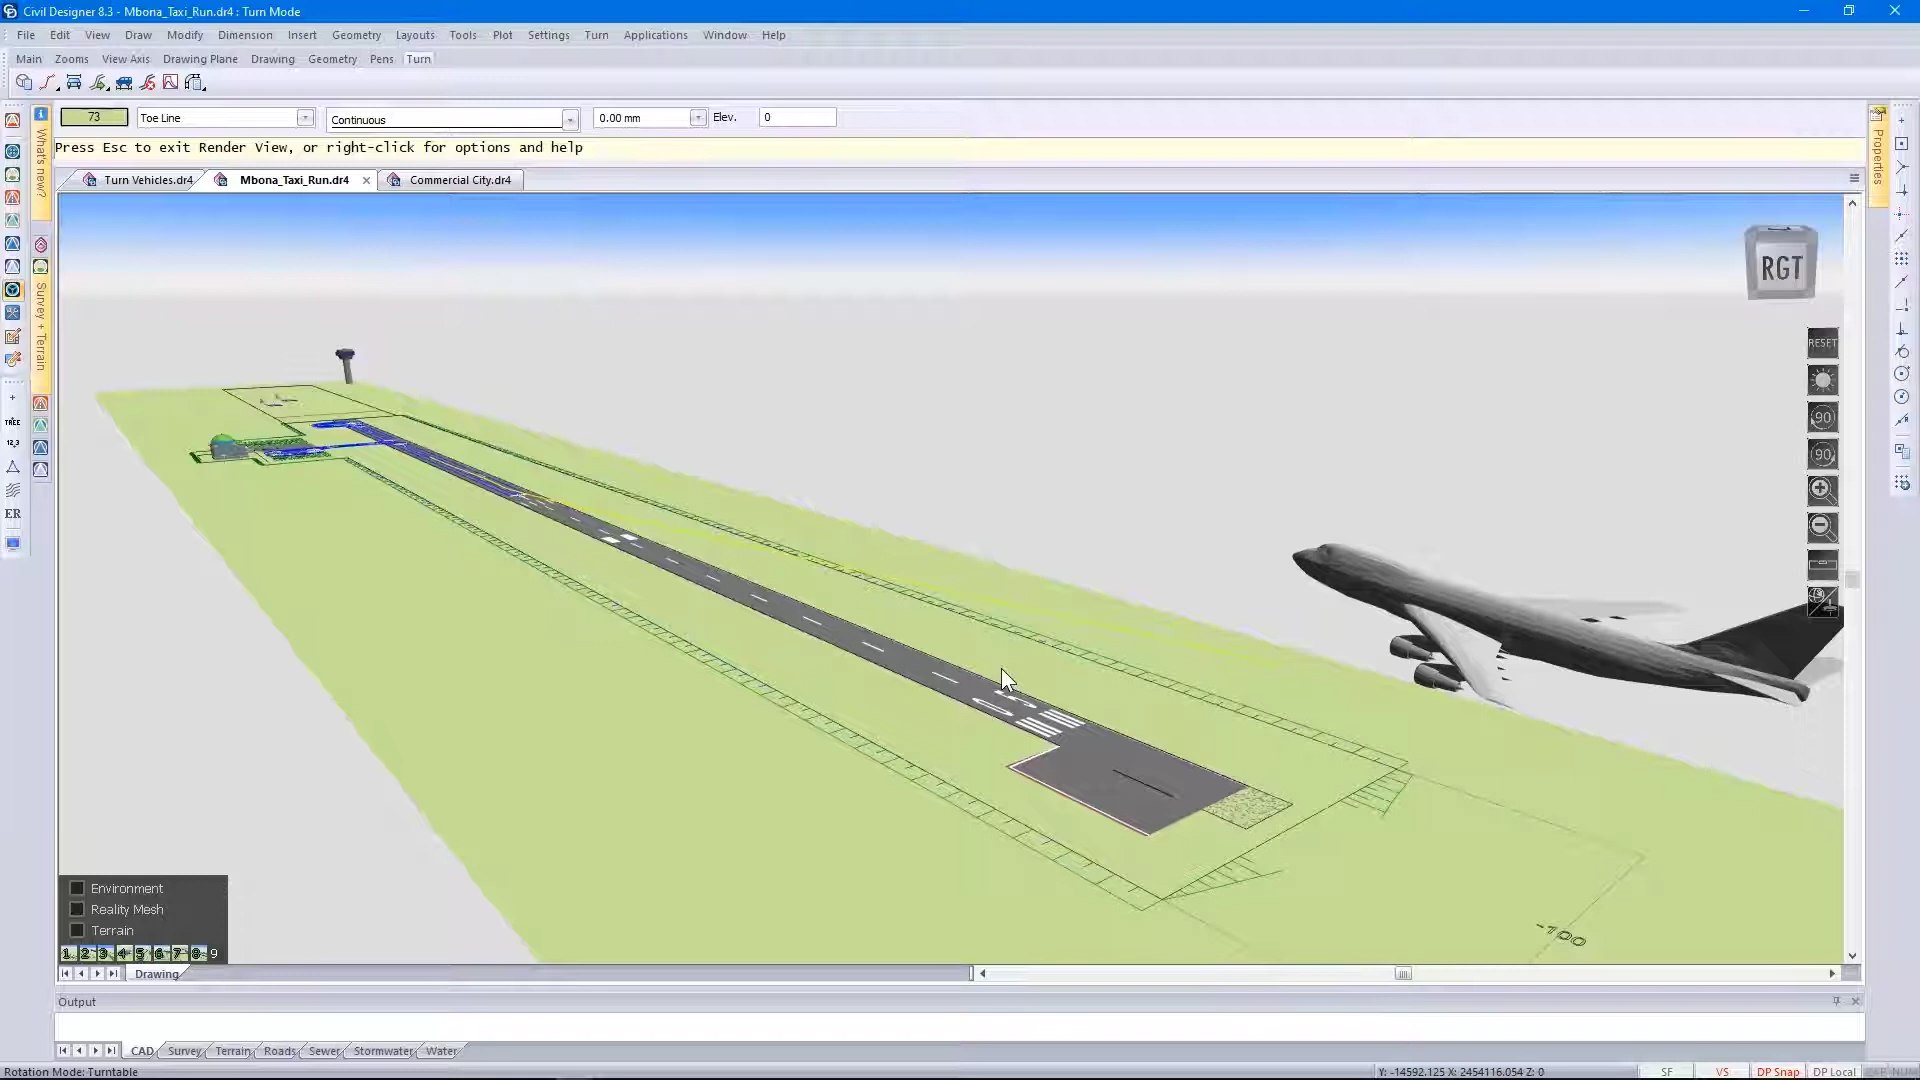 Civil Designer 8.3 - Mbona_Taxi_Run.dr4 : Turn Mode
File Edit View Draw Modify Dimension Insert Geometry Layouts Tools Plot Settings Turn Applications Window Help
Main Zooms View Axis Drawing Plane Drawing Geometry Pens Turn
73 Toe Line Continuous 0.00 mm Elev. 0
Press Esc to exit Render View, or right-click for options and help
What's new?
Properties
Turn Vehicles.dr4 Mbona_Taxi_Run.dr4 Commercial City.dr4
RGT
Survey + Terrain
RESET
90
90
TREE
12.3
ER
-100
Environment
Reality Mesh
Terrain
1 2 3 4 5 6 7 8 9
Drawing
Output
CAD Survey Terrain Roads Sewer Stormwater Water
Rotation Mode: Turntable Y: -14592.125 X: 2454116.054 Z: 0 SF VS DP Snap DP Local